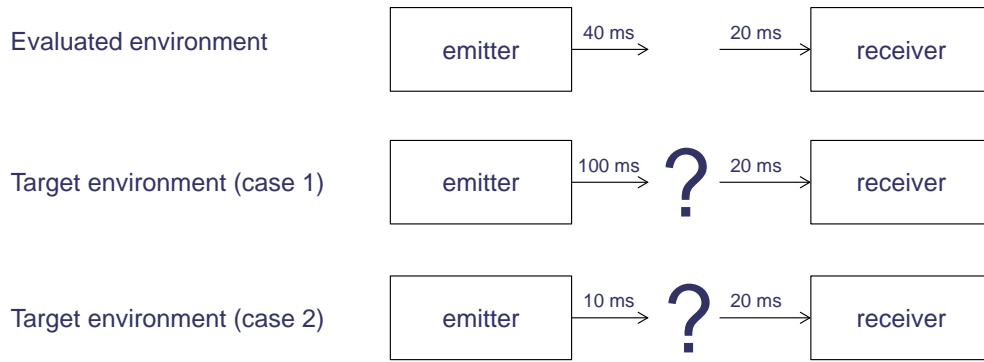 Evaluated environment
emitter
40 ms
20 ms
receiver
Target environment (case 1)
emitter
100 ms
?
20 ms
receiver
Target environment (case 2)
emitter
10 ms
?
20 ms
receiver